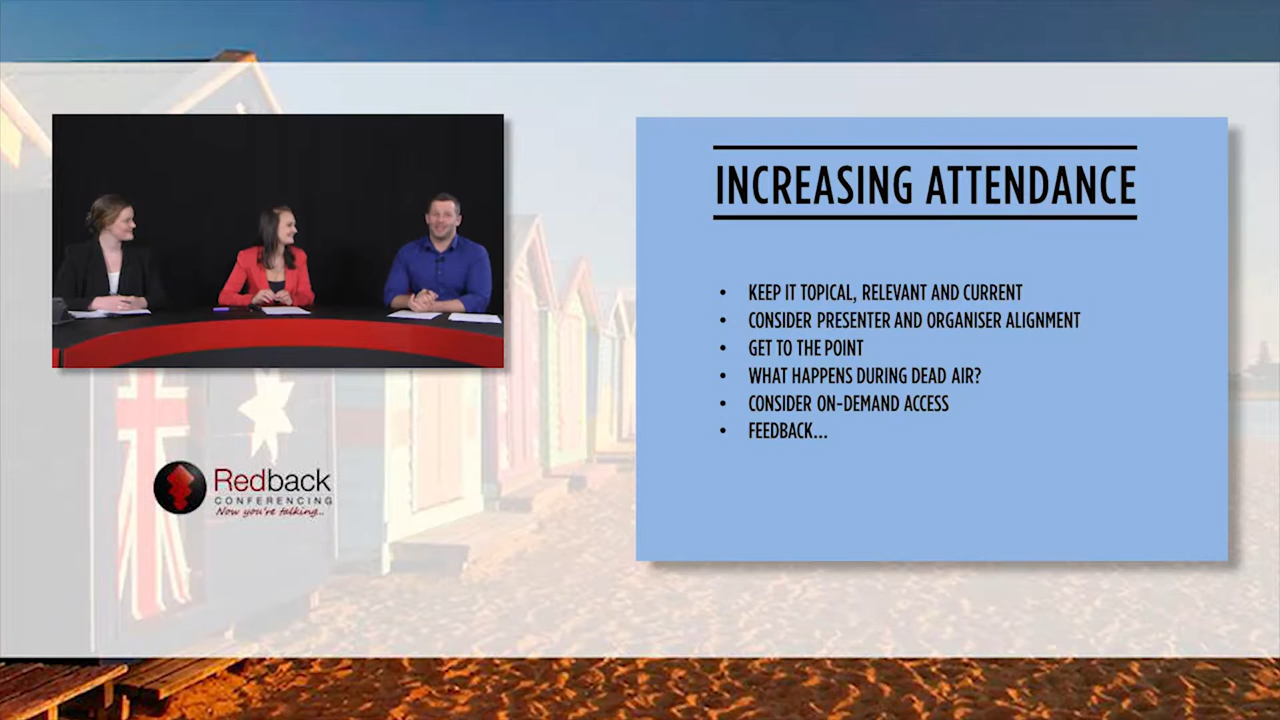 INCREASING ATTENDANCE
• KEEP IT TOPICAL, RELEVANT AND CURRENT
• CONSIDER PRESENTER AND ORGANISER ALIGNMENT
• GET TO THE POINT
• WHAT HAPPENS DURING DEAD AIR?
• CONSIDER ON-DEMAND ACCESS
• FEEDBACK...
Redback
CONFERENCING
Now you're talking...